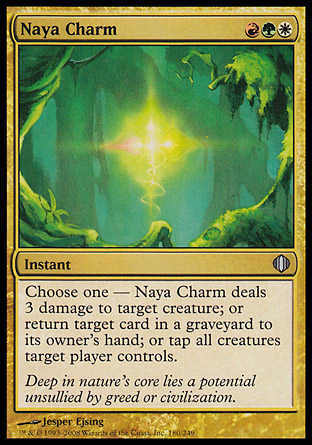 Naya Charm
Instant
Choose one — Naya Charm deals
3 damage to target creature; or
return target card in a graveyard to
its owner's hand; or tap all creatures
target player controls.
Deep in nature's core lies a potential
unsullied by greed or civilization.
Jesper Ejsing
™ & © 1993–2008 Wizards of the Coast, Inc. 180/249